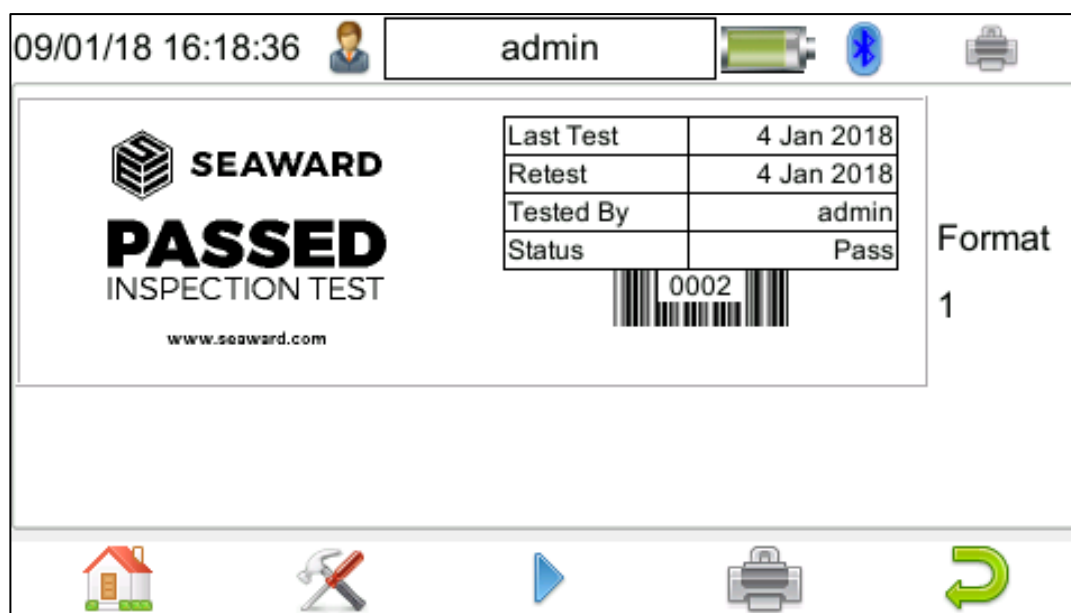 09/01/18 16:18:36 admin
SEAWARD
PASSED
INSPECTION TEST
www.seaward.com
Last Test 4 Jan 2018
Retest 4 Jan 2018
Tested By admin
Status Pass
0002
Format
1